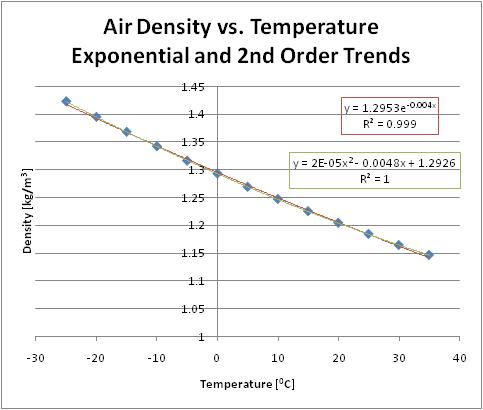 Air Density vs. Temperature
Exponential and 2nd Order Trends
1.45
1.4
1.35
1.3
1.25
1.2
1.15
1.1
1.05
1
y = 1.2953e^-0.004x
R² = 0.999
y = 2E-05x² - 0.0048x + 1.2926
R² = 1
Density [kg/m³]
-30 -20 -10 0 10 20 30 40
Temperature [⁰C]